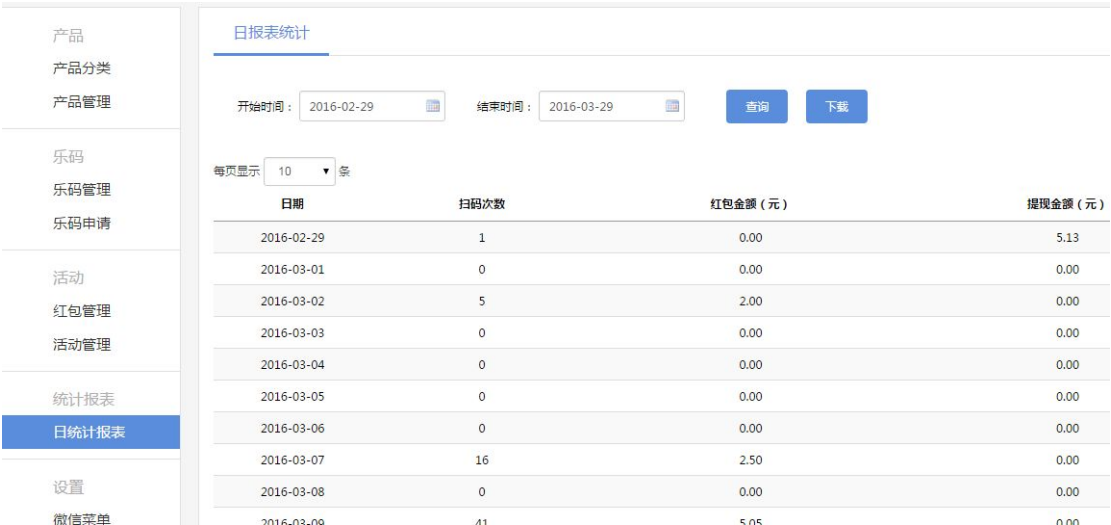 产品
产品分类
产品管理
乐码
乐码管理
乐码申请
活动
红包管理
活动管理
统计报表
日统计报表
设置
微信菜单
日报表统计
开始时间： 2016-02-29 结束时间： 2016-03-29 查询 下载
每页显示 10 条
日期 扫码次数 红包金额（元） 提现金额（元）
2016-02-29 1 0.00 5.13
2016-03-01 0 0.00 0.00
2016-03-02 5 2.00 0.00
2016-03-03 0 0.00 0.00
2016-03-04 0 0.00 0.00
2016-03-05 0 0.00 0.00
2016-03-06 0 0.00 0.00
2016-03-07 16 2.50 0.00
2016-03-08 0 0.00 0.00
2016-03-09 41 5.05 0.00